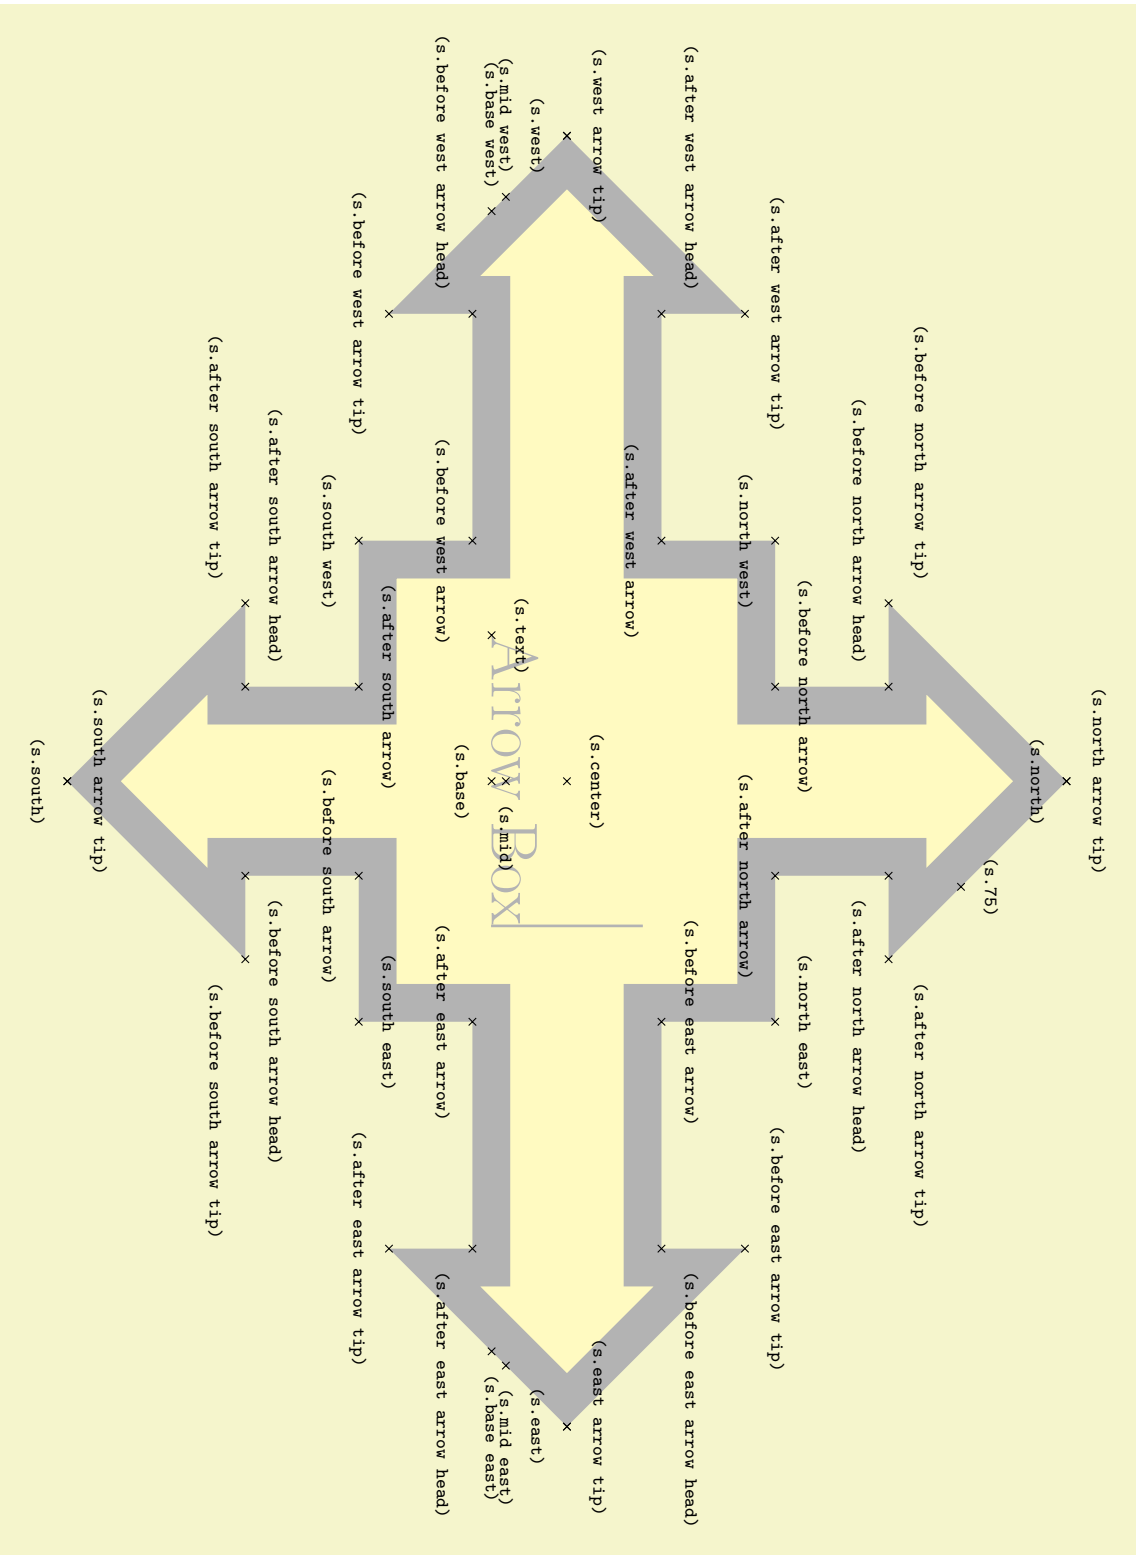 (s.north arrow tip)
(s.north)
(s.75)
(s.before north arrow tip)
(s.after north arrow tip)
(s.before north arrow head)
(s.after north arrow head)
(s.before north arrow)
(s.north east)
(s.after west arrow tip)
(s.before east arrow tip)
(s.north west)
(s.after north arrow)
(s.after west arrow head)
(s.before east arrow)
(s.before east arrow head)
(s.after west arrow)
(s.west arrow tip)
(s.center)
(s.east arrow tip)
(s.west)
(s.east)
(s.text)
(s.mid west)
(s.mid)
(s.mid east)
Arrow Box
(s.base west)
(s.base east)
(s.base)
(s.before west arrow head)
(s.before west arrow)
(s.after east arrow)
(s.after east arrow head)
(s.after south arrow)
(s.south east)
(s.before west arrow tip)
(s.after east arrow tip)
(s.south west)
(s.before south arrow)
(s.after south arrow head)
(s.before south arrow head)
(s.after south arrow tip)
(s.before south arrow tip)
(s.south arrow tip)
(s.south)